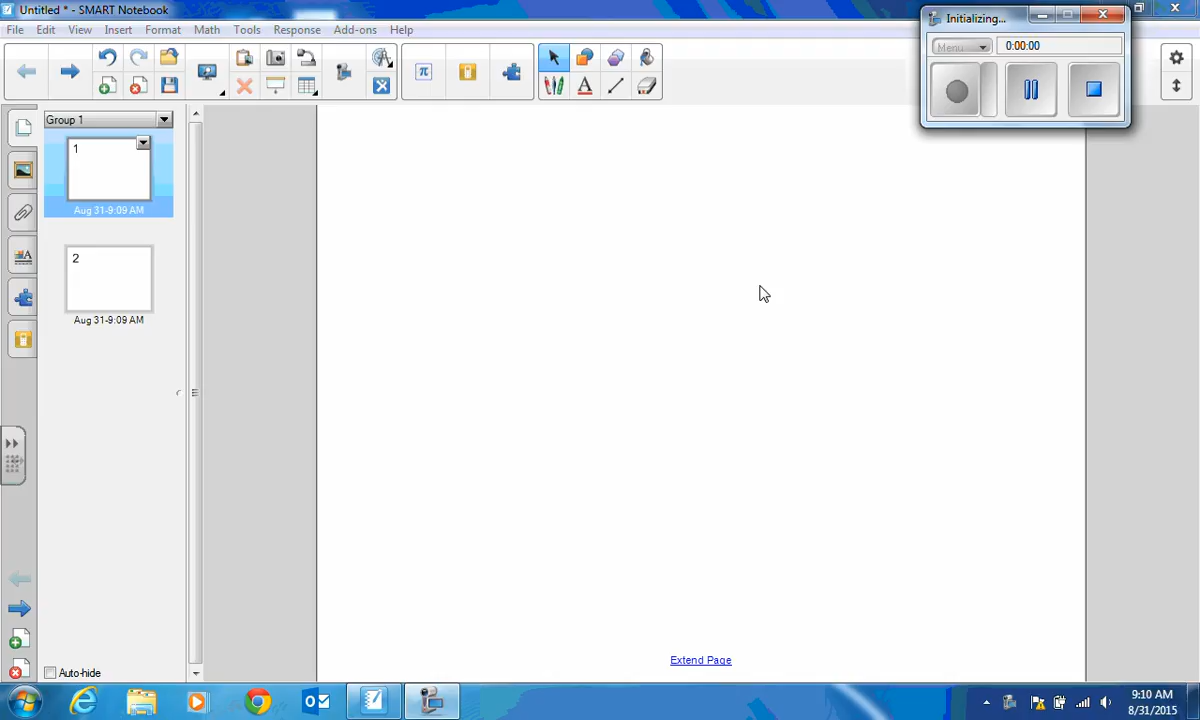 Untitled * - SMART Notebook
Initializing...
File Edit View Insert Format Math Tools Response Add-ons Help
Menu 0:00:00
π
A
Group 1
1
Aug 31-9:09 AM
2
Aug 31-9:09 AM
Extend Page
Auto-hide
9:10 AM
8/31/2015